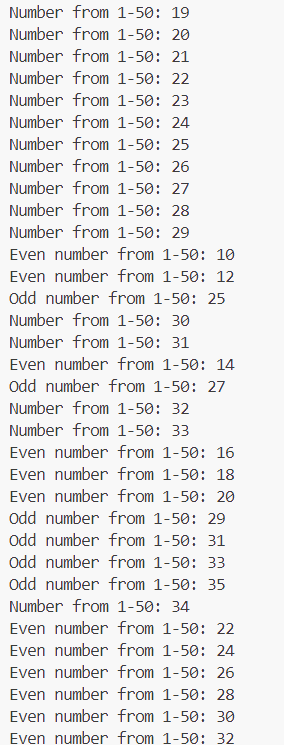 Number from 1-50: 19
Number from 1-50: 20
Number from 1-50: 21
Number from 1-50: 22
Number from 1-50: 23
Number from 1-50: 24
Number from 1-50: 25
Number from 1-50: 26
Number from 1-50: 27
Number from 1-50: 28
Number from 1-50: 29
Even number from 1-50: 10
Even number from 1-50: 12
Odd number from 1-50: 25
Number from 1-50: 30
Number from 1-50: 31
Even number from 1-50: 14
Odd number from 1-50: 27
Number from 1-50: 32
Number from 1-50: 33
Even number from 1-50: 16
Even number from 1-50: 18
Even number from 1-50: 20
Odd number from 1-50: 29
Odd number from 1-50: 31
Odd number from 1-50: 33
Odd number from 1-50: 35
Number from 1-50: 34
Even number from 1-50: 22
Even number from 1-50: 24
Even number from 1-50: 26
Even number from 1-50: 28
Even number from 1-50: 30
Even number from 1-50: 32